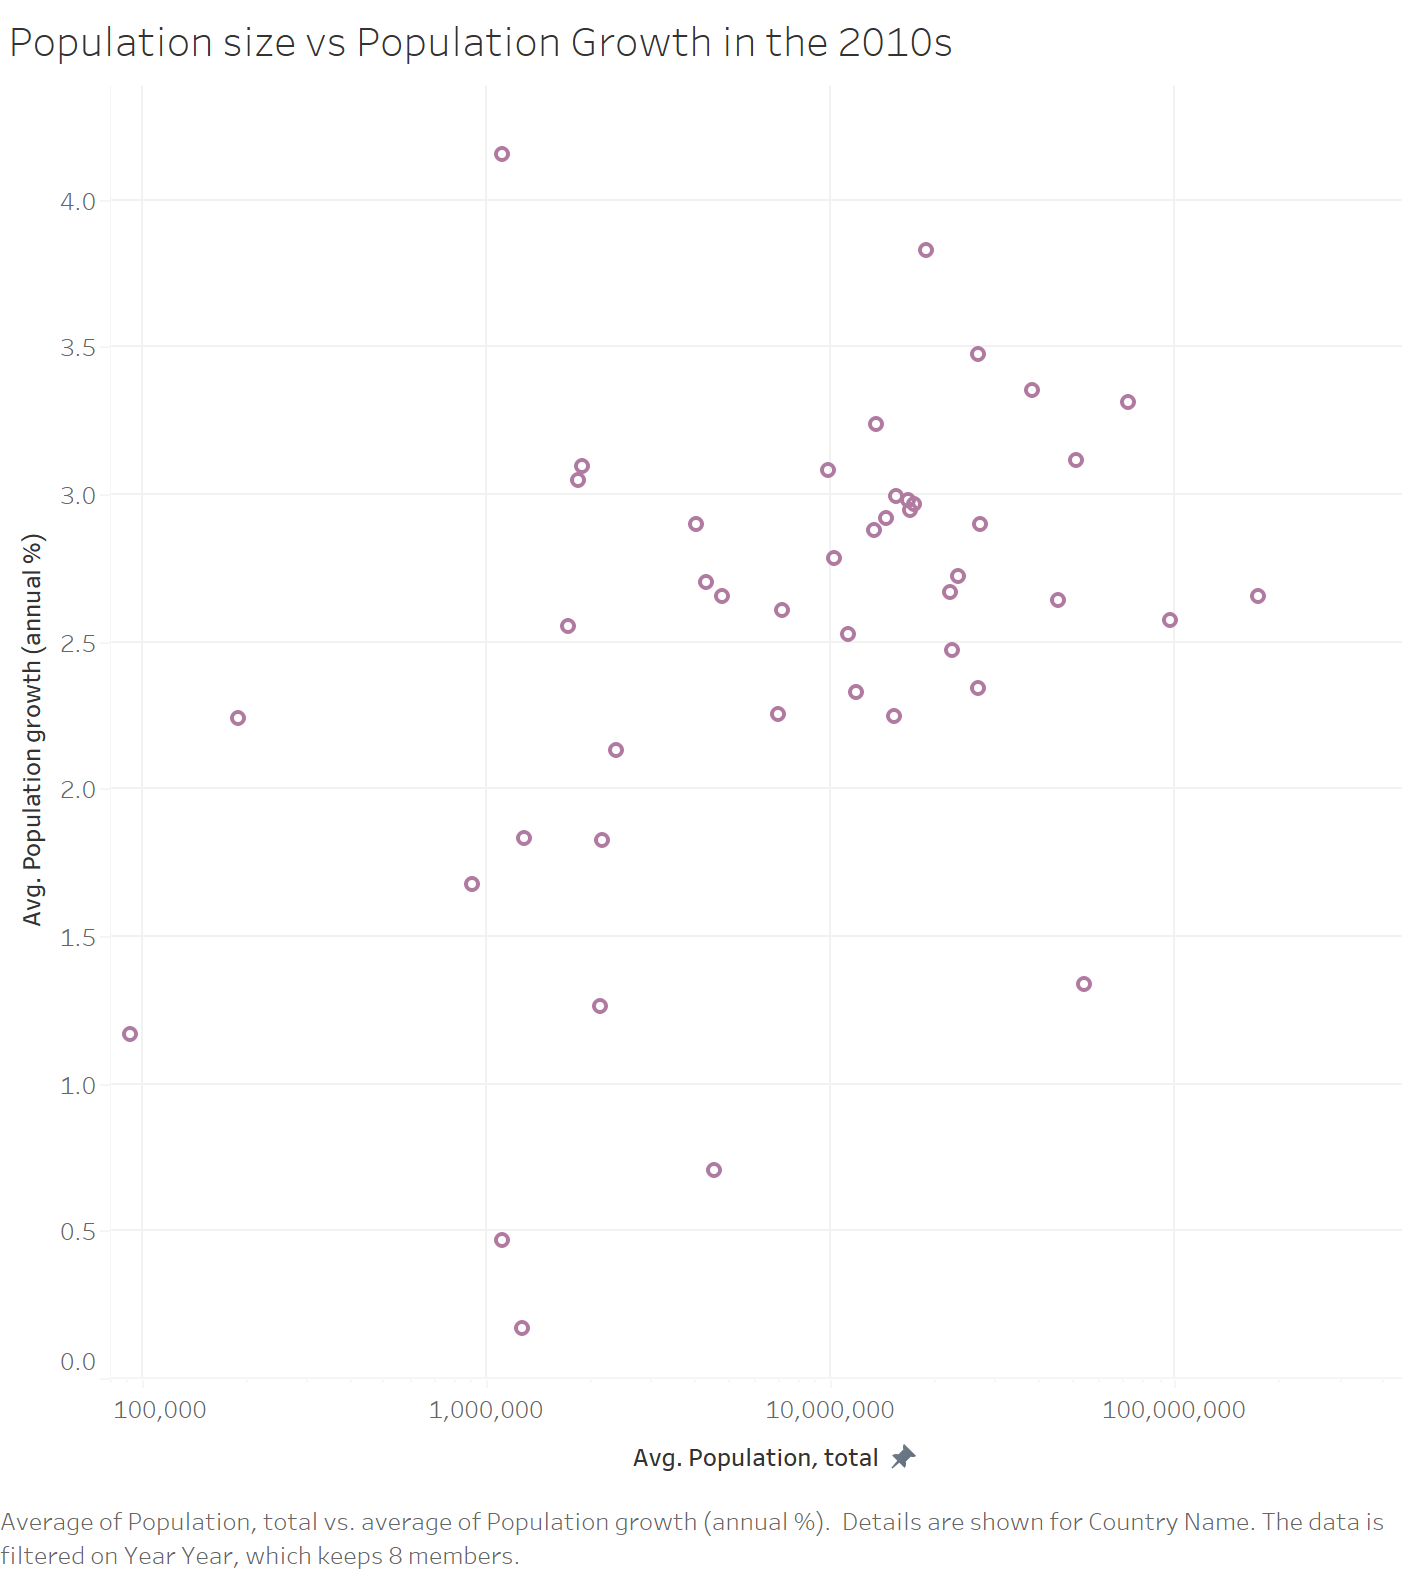 Population size vs Population Growth in the 2010s
4.0
3.5
3.0
2.5
2.0
1.5
1.0
0.5
0.0
Avg. Population growth (annual %)
100,000
1,000,000
10,000,000
100,000,000
Avg. Population, total
Average of Population, total vs. average of Population growth (annual %).  Details are shown for Country Name. The data is
filtered on Year Year, which keeps 8 members.